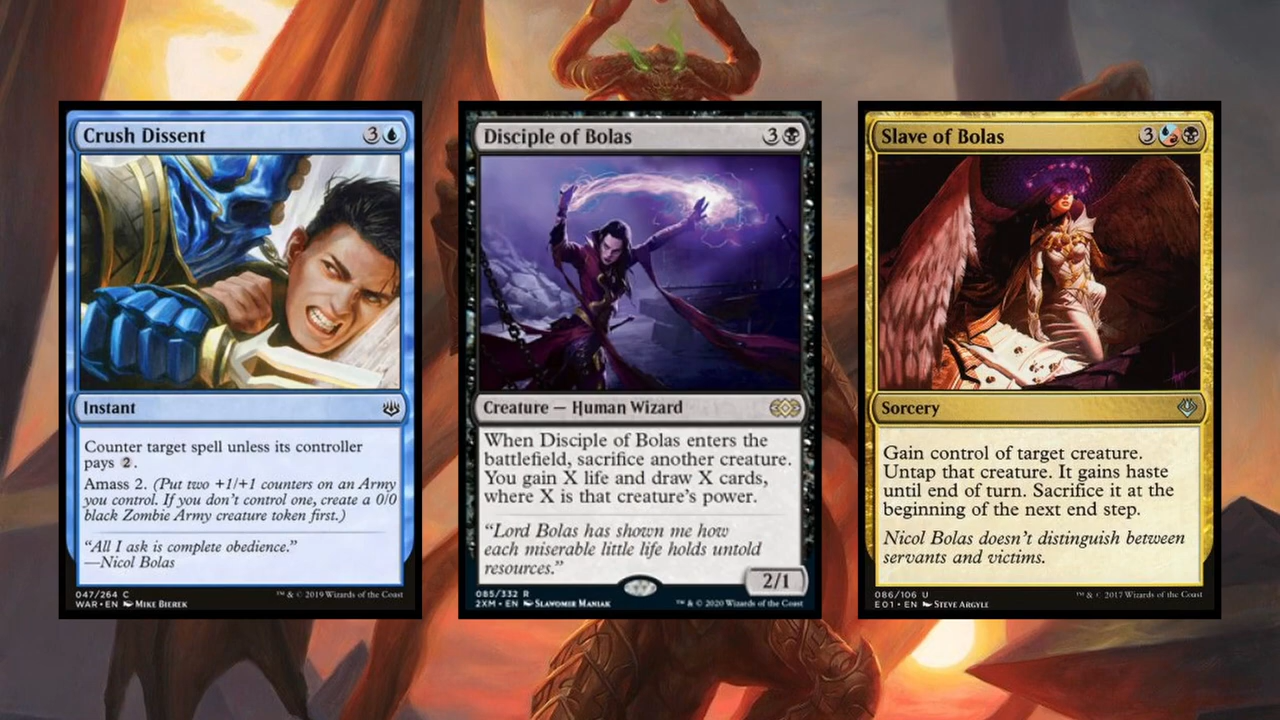 Crush Dissent 3
Instant
Counter target spell unless its controller
pays 2.
Amass 2. (Put two +1/+1 counters on an Army
you control. If you don't control one, create a 0/0
black Zombie Army creature token first.)
"All I ask is complete obedience."
—Nicol Bolas
047/264 C
WAR • EN Mike Bierek
™ & © 2019 Wizards of the Coast
Disciple of Bolas 3
Creature — Human Wizard
When Disciple of Bolas enters the
battlefield, sacrifice another creature.
You gain X life and draw X cards,
where X is that creature's power.
"Lord Bolas has shown me how
each miserable little life holds untold
resources."
2/1
085/332 R
2XM • EN Slawomir Maniak
™ & © 2020 Wizards of the Coast
Slave of Bolas 3
Sorcery
Gain control of target creature.
Untap that creature. It gains haste
until end of turn. Sacrifice it at the
beginning of the next end step.
Nicol Bolas doesn't distinguish between
servants and victims.
086/106 U
E01 • EN Steve Argyle
™ & © 2017 Wizards of the Coast